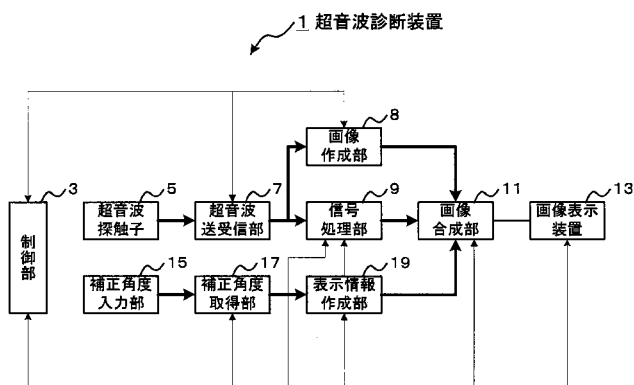 1 超音波診断装置
8
画像
作成部
3
制御部
5
超音波
探触子
7
超音波
送受信部
9
信号
処理部
11
画像
合成部
13
画像表示
装置
15
補正角度
入力部
17
補正角度
取得部
19
表示情報
作成部